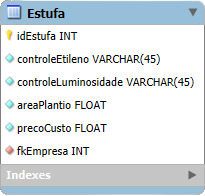 Estufa
idEstufa INT
controleEtileno VARCHAR(45)
controleLuminosidade VARCHAR(45)
areaPlantio FLOAT
precoCusto FLOAT
fkEmpresa INT
Indexes